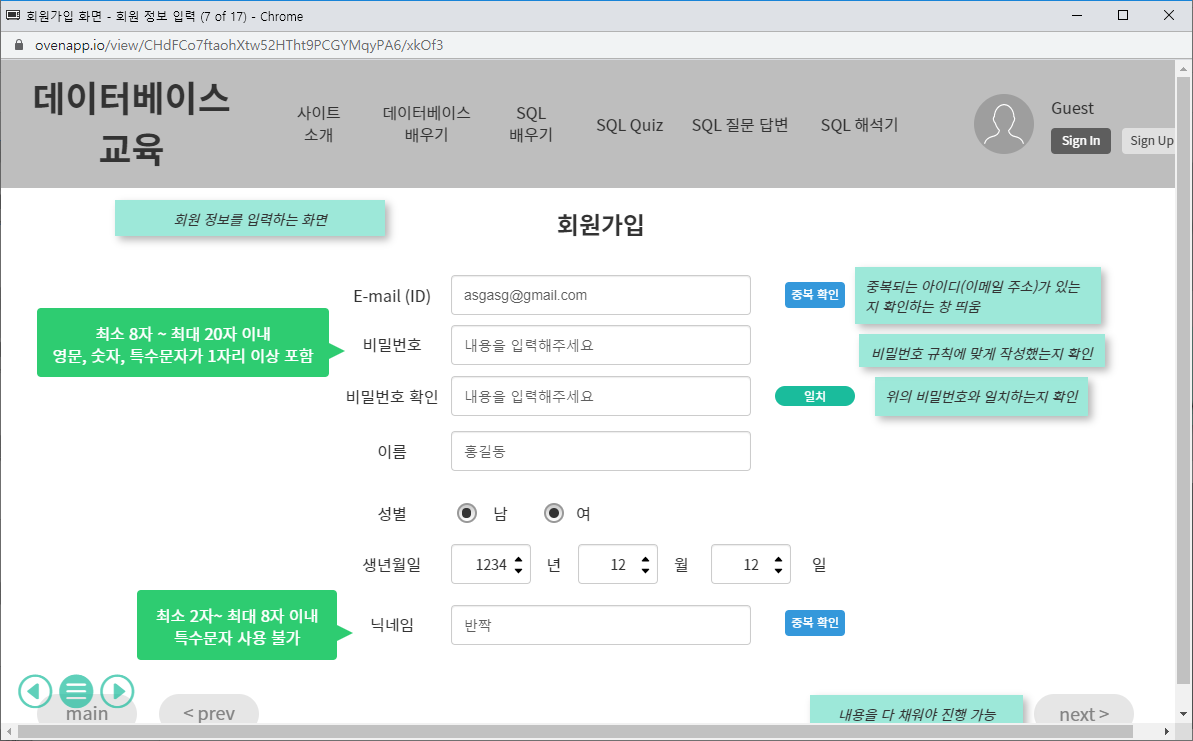 회원가입 화면 - 회원 정보 입력 (7 of 17) - Chrome
ovenapp.io/view/CHdFCo7ftaohXtw52HTht9PCGYMqyPA6/xkOf3
데이터베이스
교육
사이트
소개
데이터베이스
배우기
SQL
배우기
SQL Quiz
SQL 질문 답변
SQL 해석기
Guest
Sign In
Sign Up
회원 정보를 입력하는 화면
회원가입
E-mail (ID)
asgasg@gmail.com
중복 확인
중복되는 아이디(이메일 주소)가 있는
지 확인하는 창 띄움
최소 8자 ~ 최대 20자 이내
영문, 숫자, 특수문자가 1자리 이상 포함
비밀번호
내용을 입력해주세요
비밀번호 규칙에 맞게 작성했는지 확인
비밀번호 확인
내용을 입력해주세요
일치
위의 비밀번호와 일치하는지 확인
이름
홍길동
성별
남
여
생년월일
1234
년
12
월
12
일
최소 2자~ 최대 8자 이내
특수문자 사용 불가
닉네임
반짝
중복 확인
main
< prev
내용을 다 채워야 진행 가능
next >